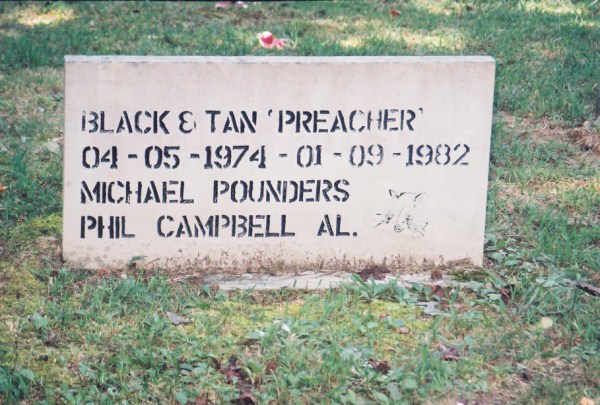 BLACK & TAN 'PREACHER'
04-05-1974-01-09-1982
MICHAEL POUNDERS
PHIL CAMPBELL AL.